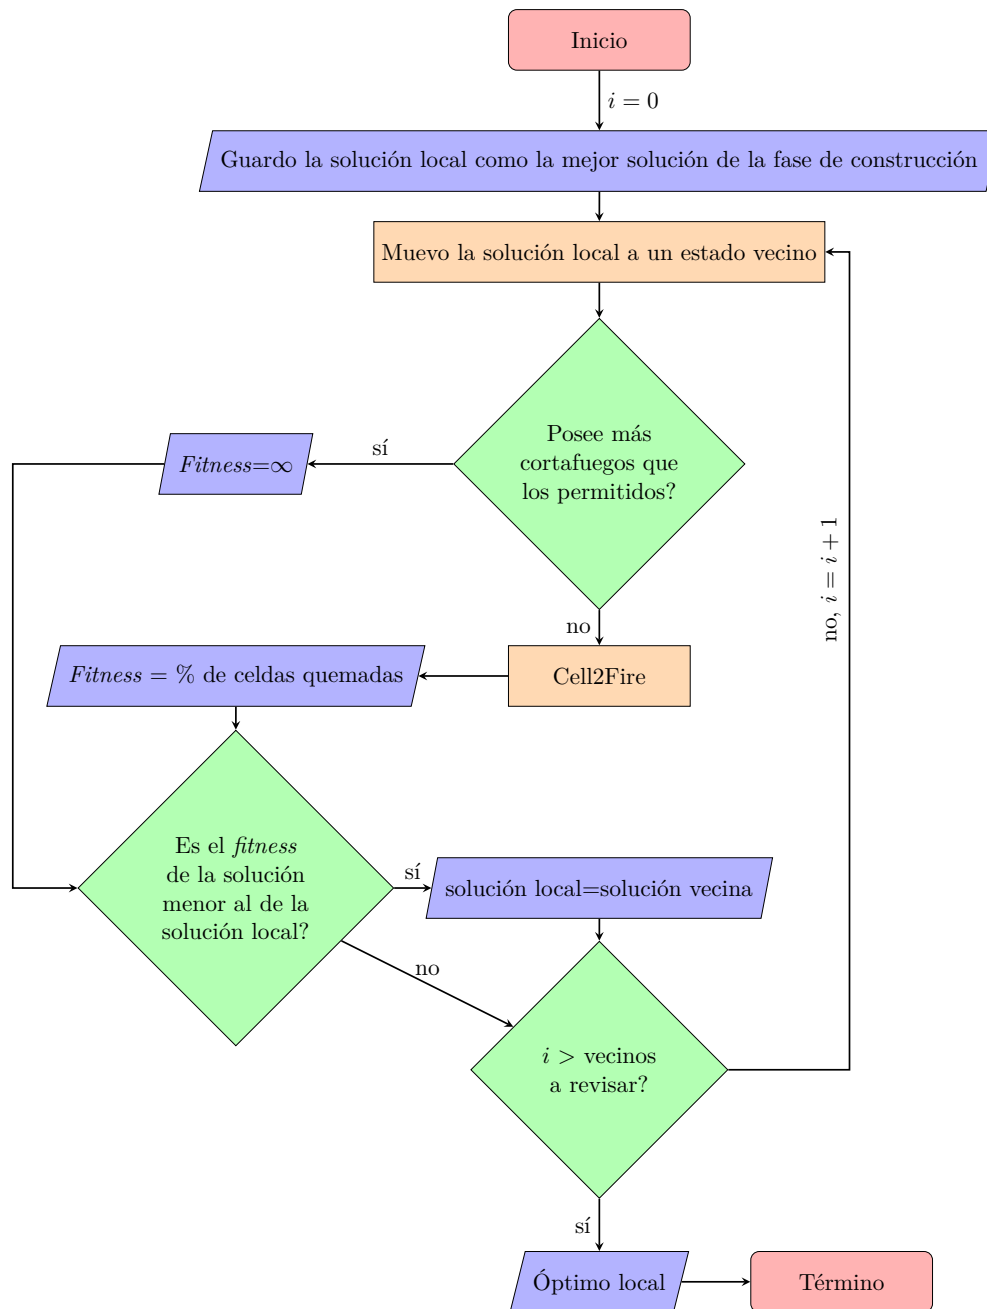 Inicio
i = 0
Guardo la solución local como la mejor solución de la fase de construcción
Muevo la solución local a un estado vecino
Posee más
cortafuegos que
los permitidos?
sí
Fitness=∞
no, i = i + 1
no
Cell2Fire
Fitness = % de celdas quemadas
Es el fitness
de la solución
menor al de la
solución local?
sí
solución local=solución vecina
no
i > vecinos
a revisar?
sí
Óptimo local
Término